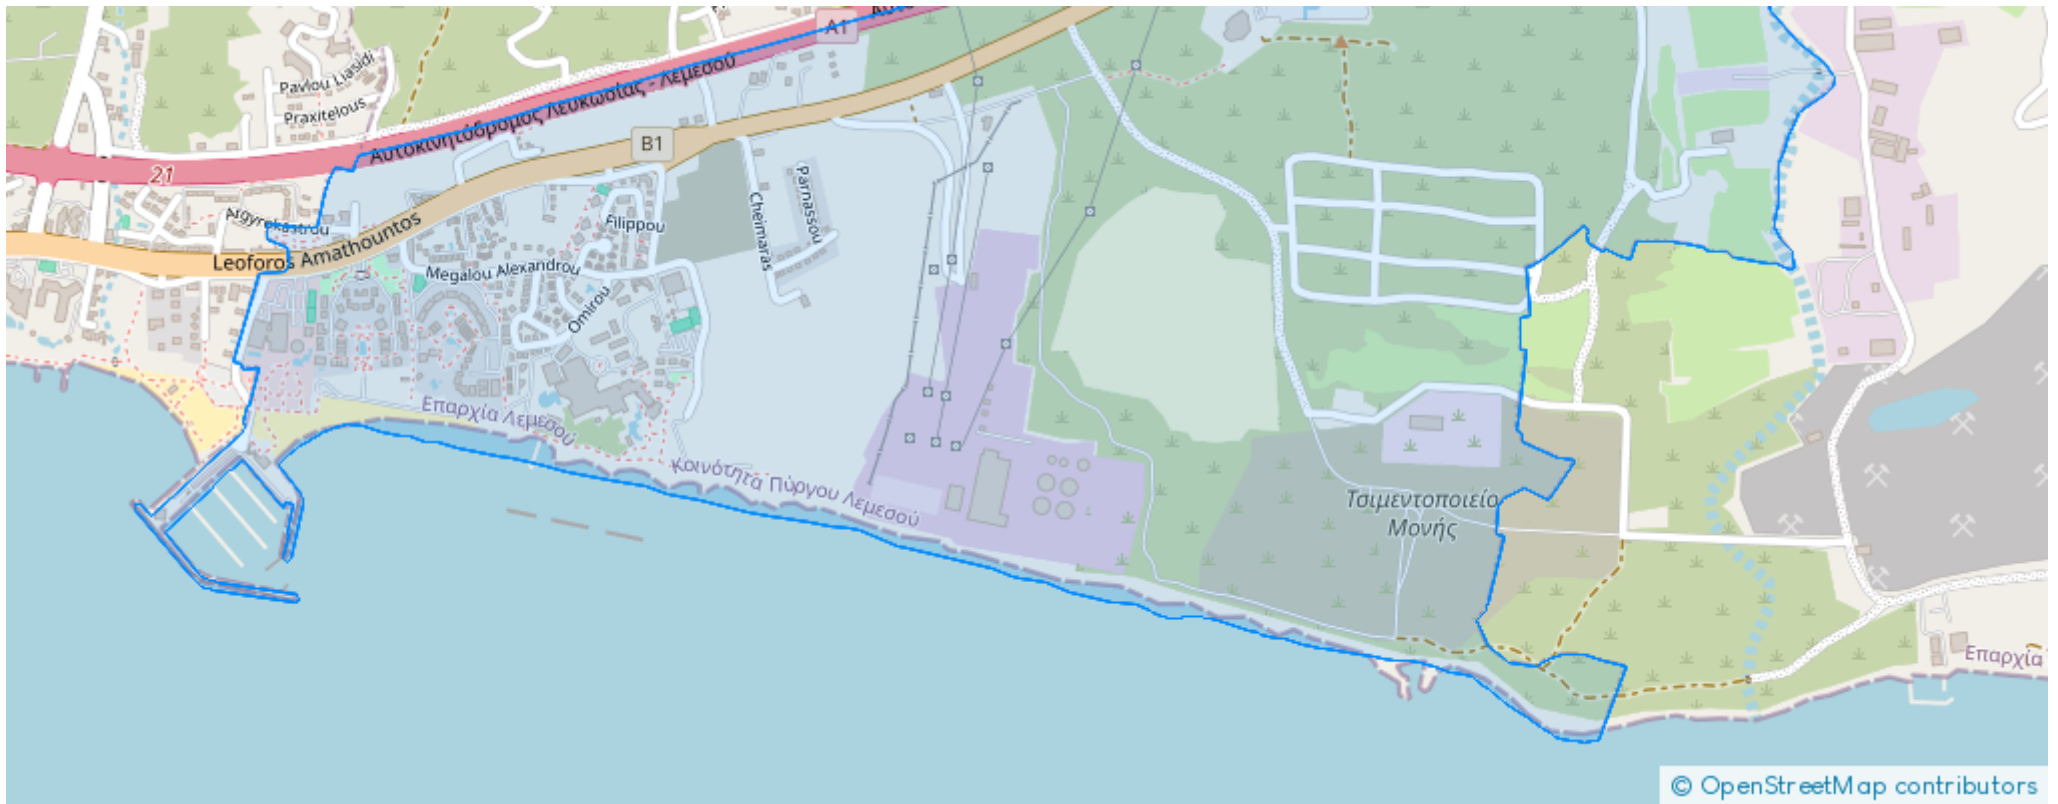 A1
Pavlou Liasidi
Praxitelous
Αυτοκινητόδρομος Λευκωσίας - Λεμεσού
B1
21
Argyrokastrou
Leoforos Amathountos
Filippou
Cheimaras
Parnassou
Megalou Alexandrou
Omirou
Επαρχία Λεμεσού
Κοινότητα Πύργου Λεμεσού
Τσιμεντοποιείο
Μονής
Επαρχία
© OpenStreetMap contributors